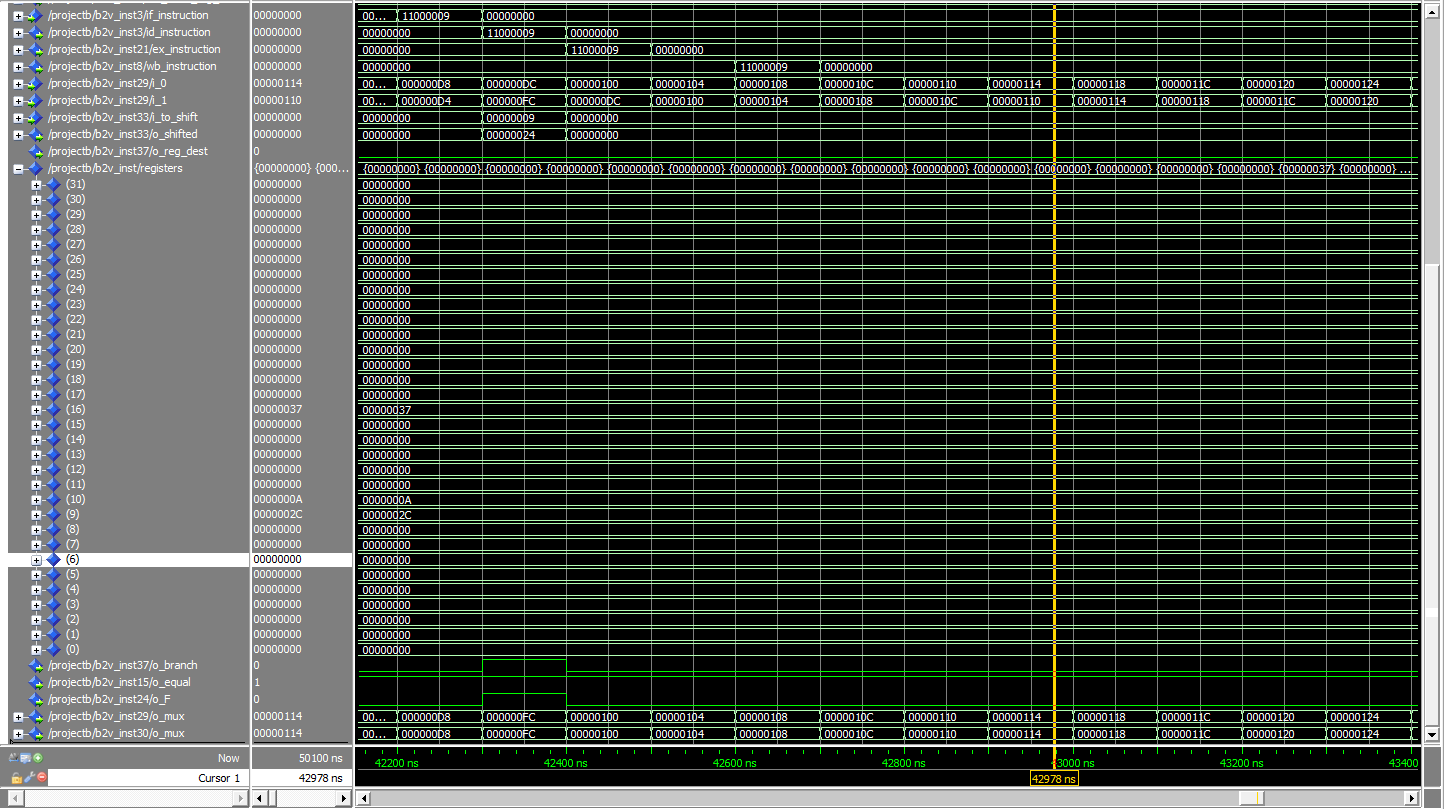 /projectb/b2v_inst3/if_instruction 00000000 00... 11000009 00000000
/projectb/b2v_inst3/id_instruction 00000000 00000000 11000009 00000000
/projectb/b2v_inst21/ex_instruction 00000000 00000000 11000009 00000000
/projectb/b2v_inst8/wb_instruction 00000000 00000000 11000009 00000000
/projectb/b2v_inst29/i_0 00000114 00... 000000D8 000000DC 00000100 00000104 00000108 0000010C 00000110 00000114 00000118 0000011C 00000120 00000124
/projectb/b2v_inst29/i_1 00000110 00... 000000D4 000000FC 000000DC 00000100 00000104 00000108 0000010C 00000110 00000114 00000118 0000011C 00000120
/projectb/b2v_inst33/i_to_shift 00000000 00000000 00000009 00000000
/projectb/b2v_inst33/o_shifted 00000000 00000000 00000024 00000000
/projectb/b2v_inst37/o_reg_dest 0
/projectb/b2v_inst/registers {00000000} {000... {00000000} {00000000} {00000000} {00000000} {00000000} {00000000} {00000000} {00000000} {00000000} {00000000} {00000000} {00000000} {00000000} {00000000} {00000000} {00000037} {00000000} ...
(31) 00000000 00000000
(30) 00000000 00000000
(29) 00000000 00000000
(28) 00000000 00000000
(27) 00000000 00000000
(26) 00000000 00000000
(25) 00000000 00000000
(24) 00000000 00000000
(23) 00000000 00000000
(22) 00000000 00000000
(21) 00000000 00000000
(20) 00000000 00000000
(19) 00000000 00000000
(18) 00000000 00000000
(17) 00000000 00000000
(16) 00000037 00000037
(15) 00000000 00000000
(14) 00000000 00000000
(13) 00000000 00000000
(12) 00000000 00000000
(11) 00000000 00000000
(10) 0000000A 0000000A
(9) 0000002C 0000002C
(8) 00000000 00000000
(7) 00000000 00000000
(6) 00000000 00000000
(5) 00000000 00000000
(4) 00000000 00000000
(3) 00000000 00000000
(2) 00000000 00000000
(1) 00000000 00000000
(0) 00000000 00000000
/projectb/b2v_inst37/o_branch 0
/projectb/b2v_inst15/o_equal 1
/projectb/b2v_inst24/o_F 0
/projectb/b2v_inst29/o_mux 00000114 00... 000000D8 000000FC 00000100 00000104 00000108 0000010C 00000110 00000114 00000118 0000011C 00000120 00000124
/projectb/b2v_inst30/o_mux 00000114 00... 000000D8 000000FC 00000100 00000104 00000108 0000010C 00000110 00000114 00000118 0000011C 00000120 00000124
Now 50100 ns 42200 ns 42400 ns 42600 ns 42800 ns 43000 ns 43200 ns 43400
Cursor 1 42978 ns 42978 ns